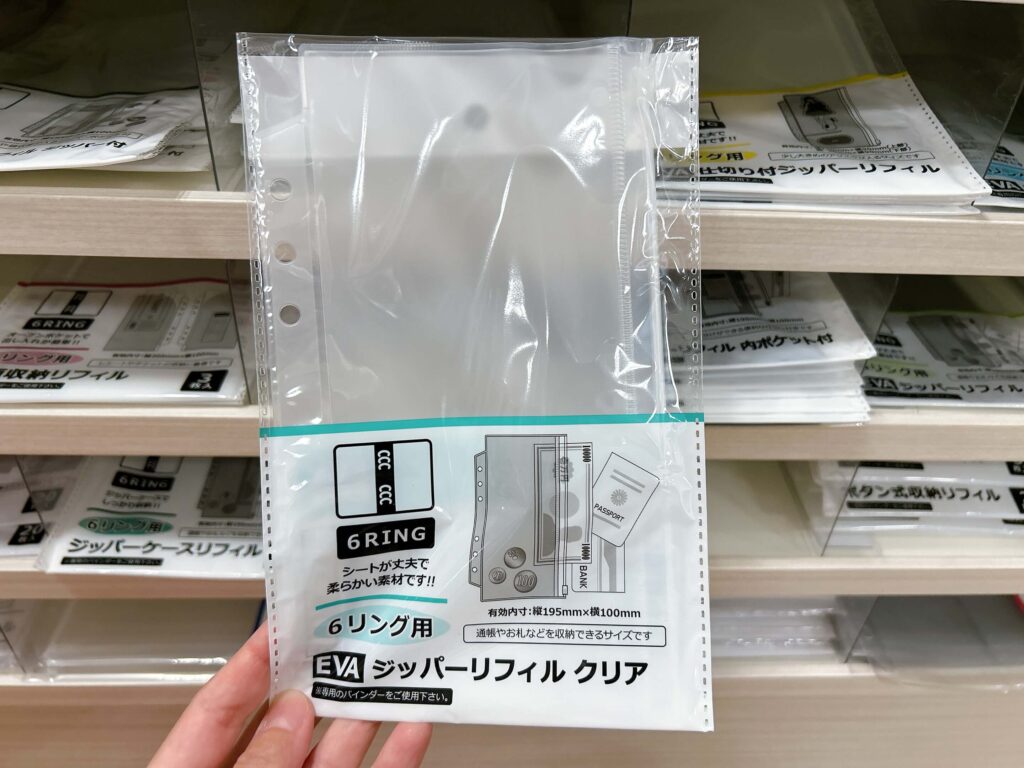 6RING
シートが丈夫で
柔らかい素材です!!
6リング用
EVA ジッパーリフィル クリア
※専用のバインダーをご使用下さい。
10000
PASSPORT
10000
BANK
100
有効内寸:縦195mm×横100mm
通帳やお札などを収納できるサイズです
リング用
仕切り付ジッパーリフィル
6RING
リング用
収納リフィル
3
枚入
フィル 内ポケット付
EVA ジッパーリフィル
6リング用
ジッパーケースリフィル
ボタン式収納リフィル